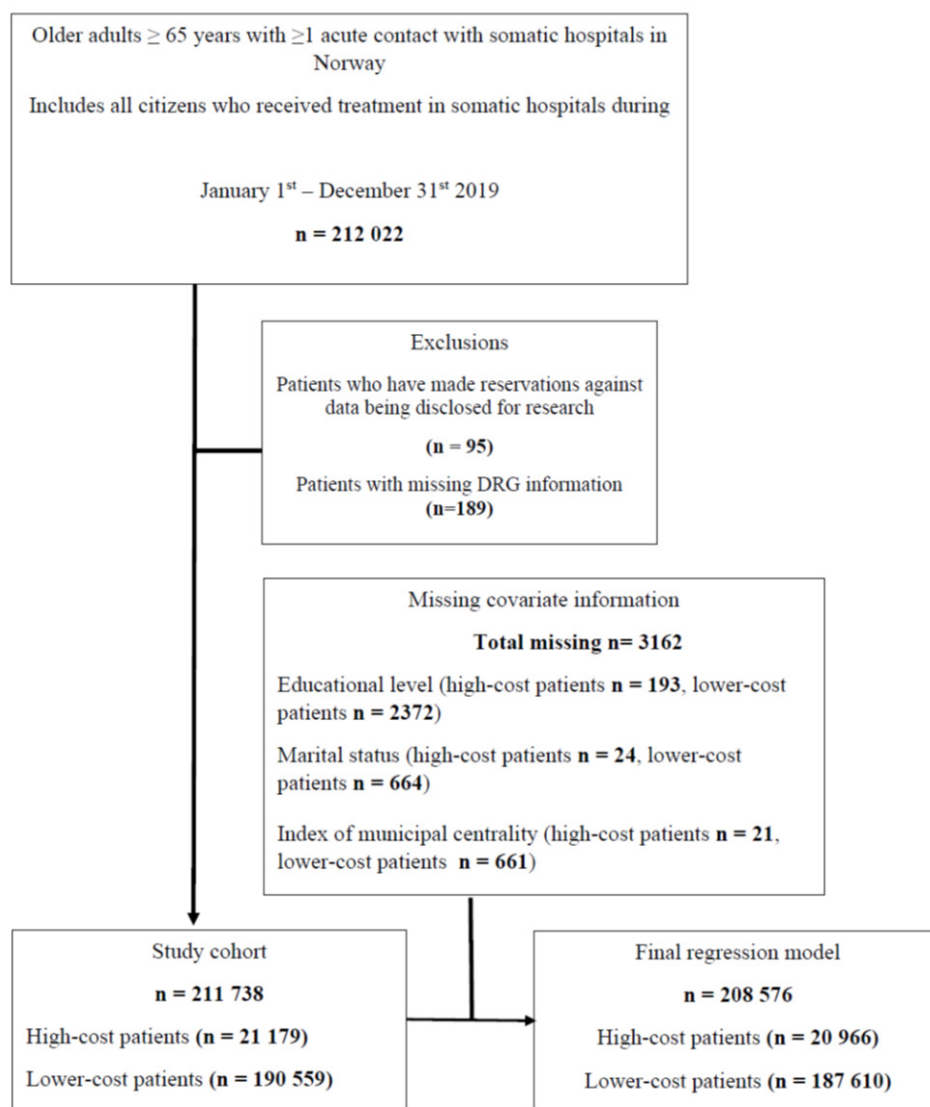 Older adults ≥ 65 years with ≥1 acute contact with somatic hospitals in
Norway
Includes all citizens who received treatment in somatic hospitals during
January 1st – December 31st 2019
n = 212 022
Exclusions
Patients who have made reservations against
data being disclosed for research
(n = 95)
Patients with missing DRG information
(n=189)
Missing covariate information
Total missing n= 3162
Educational level (high-cost patients n = 193, lower-cost
patients n = 2372)
Marital status (high-cost patients n = 24, lower-cost
patients n = 664)
Index of municipal centrality (high-cost patients n = 21,
lower-cost patients n = 661)
Study cohort
n = 211 738
High-cost patients (n = 21 179)
Lower-cost patients (n = 190 559)
Final regression model
n = 208 576
High-cost patients (n = 20 966)
Lower-cost patients (n = 187 610)